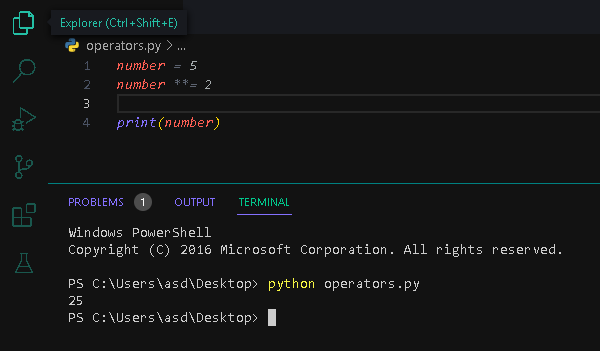 Explorer (Ctrl+Shift+E)
operators.py > ...
1 number = 5
2 number **= 2
3
4 print(number)
PROBLEMS 1 OUTPUT TERMINAL
Windows PowerShell
Copyright (C) 2016 Microsoft Corporation. All rights reserved.
PS C:\Users\asd\Desktop> python operators.py
25
PS C:\Users\asd\Desktop>